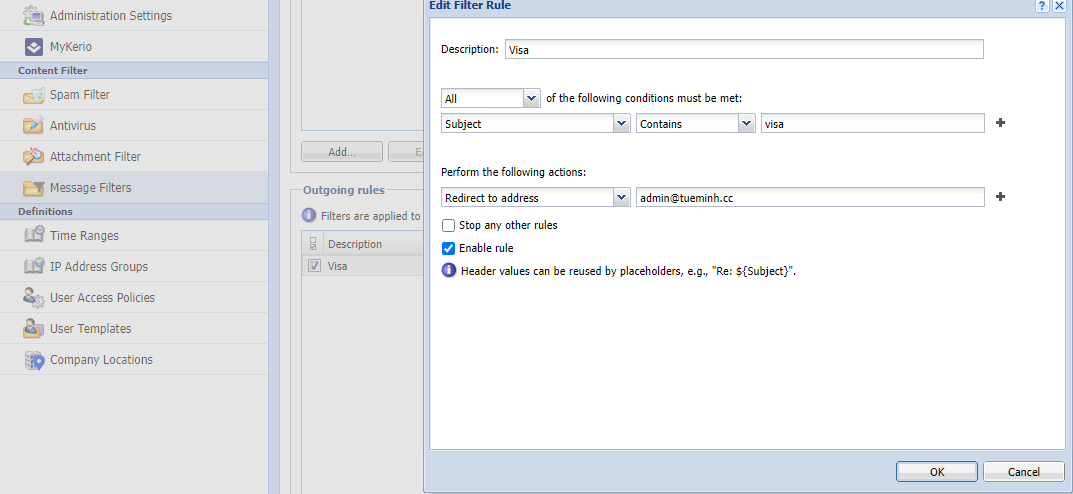 Administration Settings
MyKerio
Content Filter
Spam Filter
Antivirus
Attachment Filter
Message Filters
Definitions
Time Ranges
IP Address Groups
User Access Policies
User Templates
Company Locations
Add...
Outgoing rules
Filters are applied to
Description
Visa
Edit Filter Rule
Description: Visa
All of the following conditions must be met:
Subject Contains visa
Perform the following actions:
Redirect to address admin@tueminh.cc
Stop any other rules
Enable rule
Header values can be reused by placeholders, e.g., "Re: ${Subject}".
OK Cancel